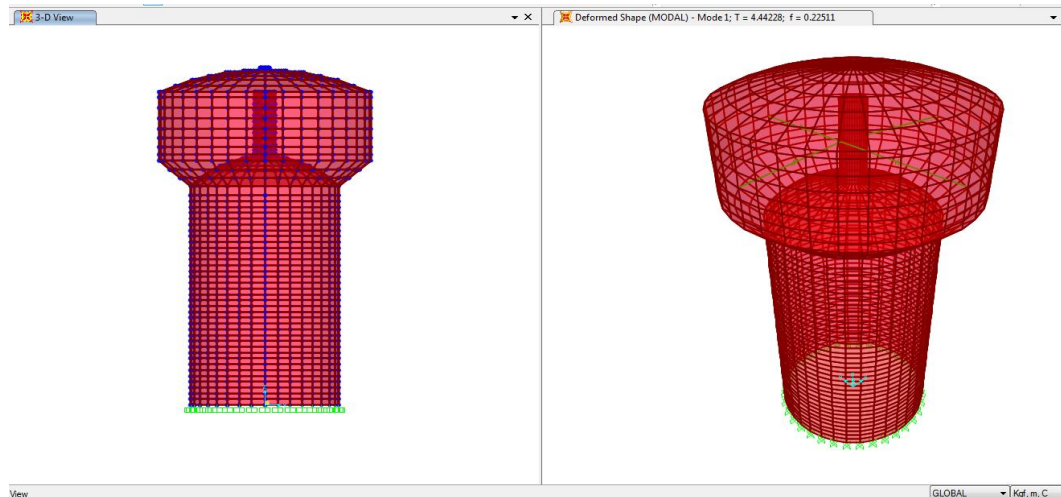 3-D View
Deformed Shape (MODAL) - Mode 1; T = 4.44228; f = 0.22511
View
GLOBAL
Kgf, m, C